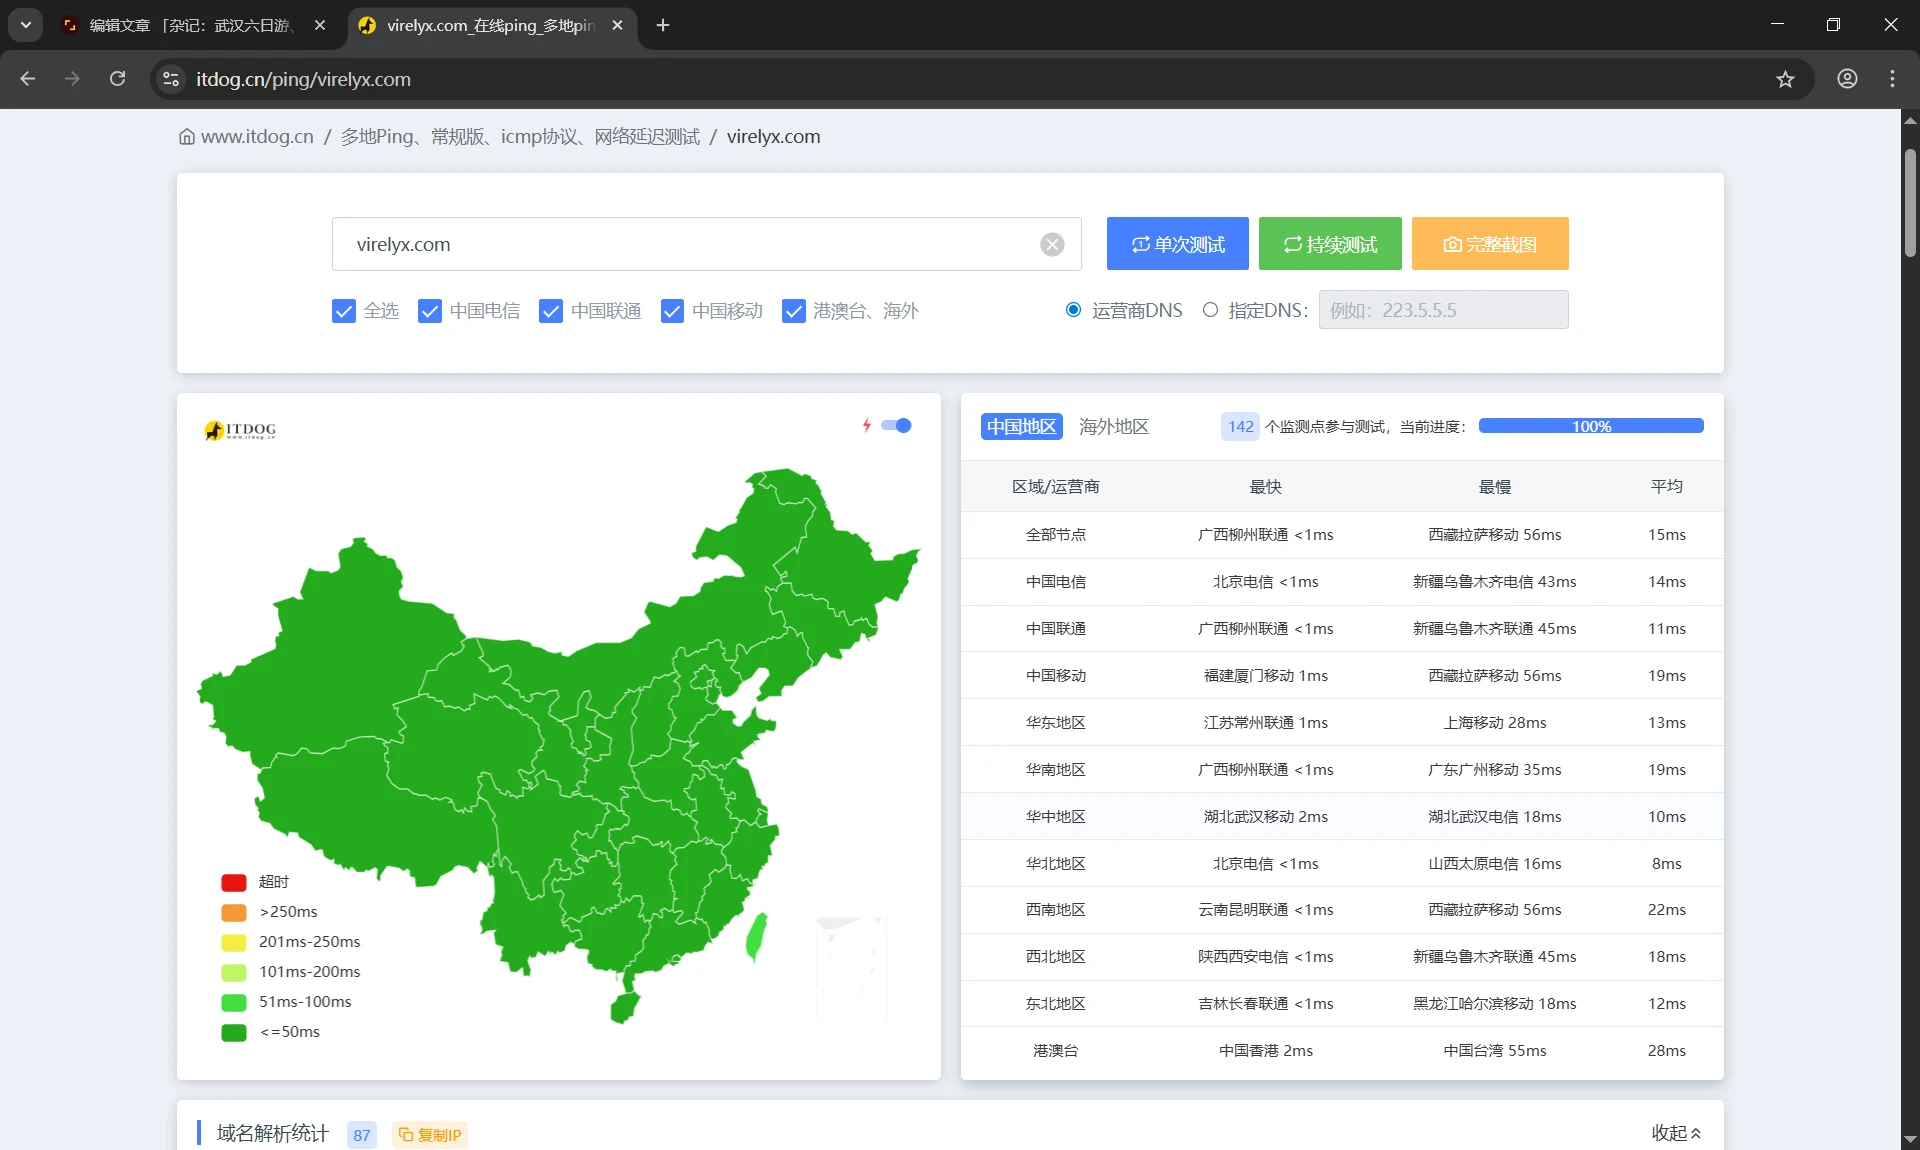 编辑文章「杂记：武汉六日游、
virelyx.com_在线ping_多地pin
itdog.cn/ping/virelyx.com
www.itdog.cn / 多地Ping、常规版、icmp协议、网络延迟测试 / virelyx.com
virelyx.com
单次测试
持续测试
完整截图
全选 中国电信 中国联通 中国移动 港澳台、海外
运营商DNS 指定DNS： 例如：223.5.5.5
ITDOG
www.itdog.cn
超时
>250ms
201ms-250ms
101ms-200ms
51ms-100ms
<=50ms
中国地区 海外地区 142 个监测点参与测试，当前进度： 100%
区域/运营商 最快 最慢 平均
全部节点 广西柳州联通 <1ms 西藏拉萨移动 56ms 15ms
中国电信 北京电信 <1ms 新疆乌鲁木齐电信 43ms 14ms
中国联通 广西柳州联通 <1ms 新疆乌鲁木齐联通 45ms 11ms
中国移动 福建厦门移动 1ms 西藏拉萨移动 56ms 19ms
华东地区 江苏常州联通 1ms 上海移动 28ms 13ms
华南地区 广西柳州联通 <1ms 广东广州移动 35ms 19ms
华中地区 湖北武汉移动 2ms 湖北武汉电信 18ms 10ms
华北地区 北京电信 <1ms 山西太原电信 16ms 8ms
西南地区 云南昆明联通 <1ms 西藏拉萨移动 56ms 22ms
西北地区 陕西西安电信 <1ms 新疆乌鲁木齐联通 45ms 18ms
东北地区 吉林长春联通 <1ms 黑龙江哈尔滨移动 18ms 12ms
港澳台 中国香港 2ms 中国台湾 55ms 28ms
域名解析统计 87 复制IP 收起